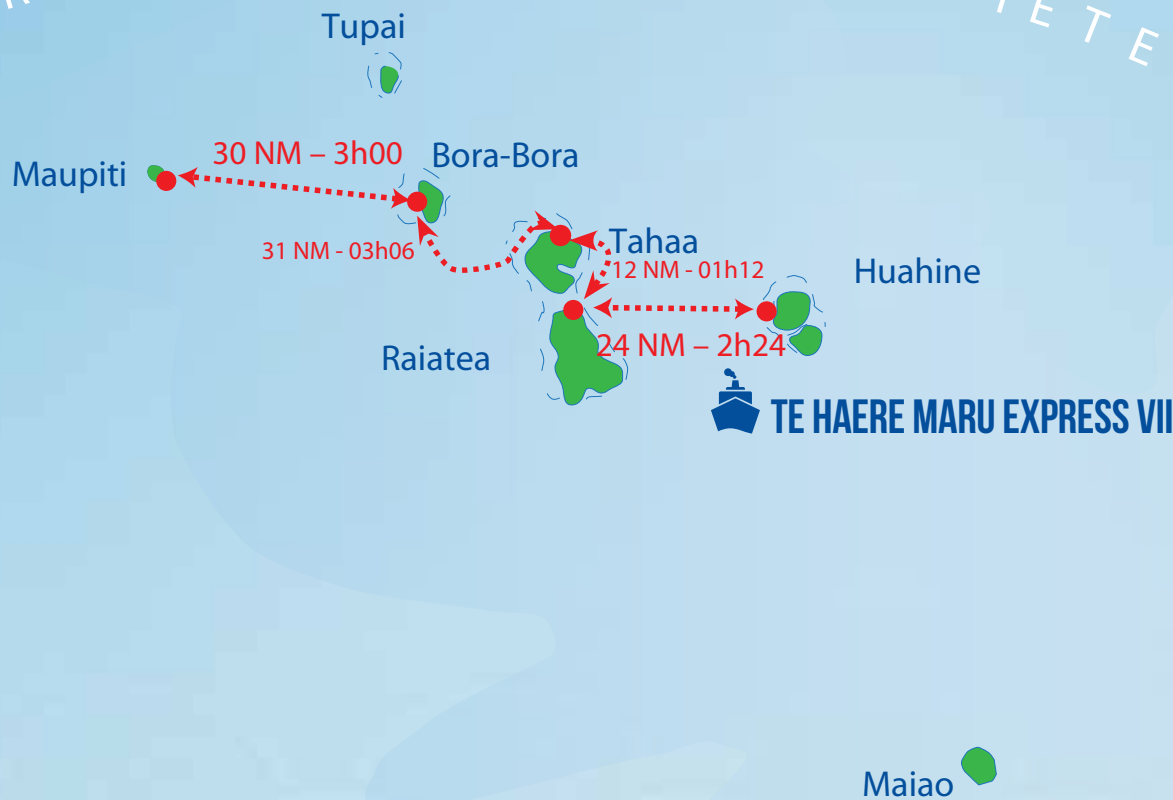 R
T E T E
Tupai
30 NM – 3h00
Bora-Bora
Maupiti
31 NM - 03h06
Tahaa
12 NM - 01h12
Huahine
24 NM – 2h24
Raiatea
TE HAERE MARU EXPRESS VII
Maiao